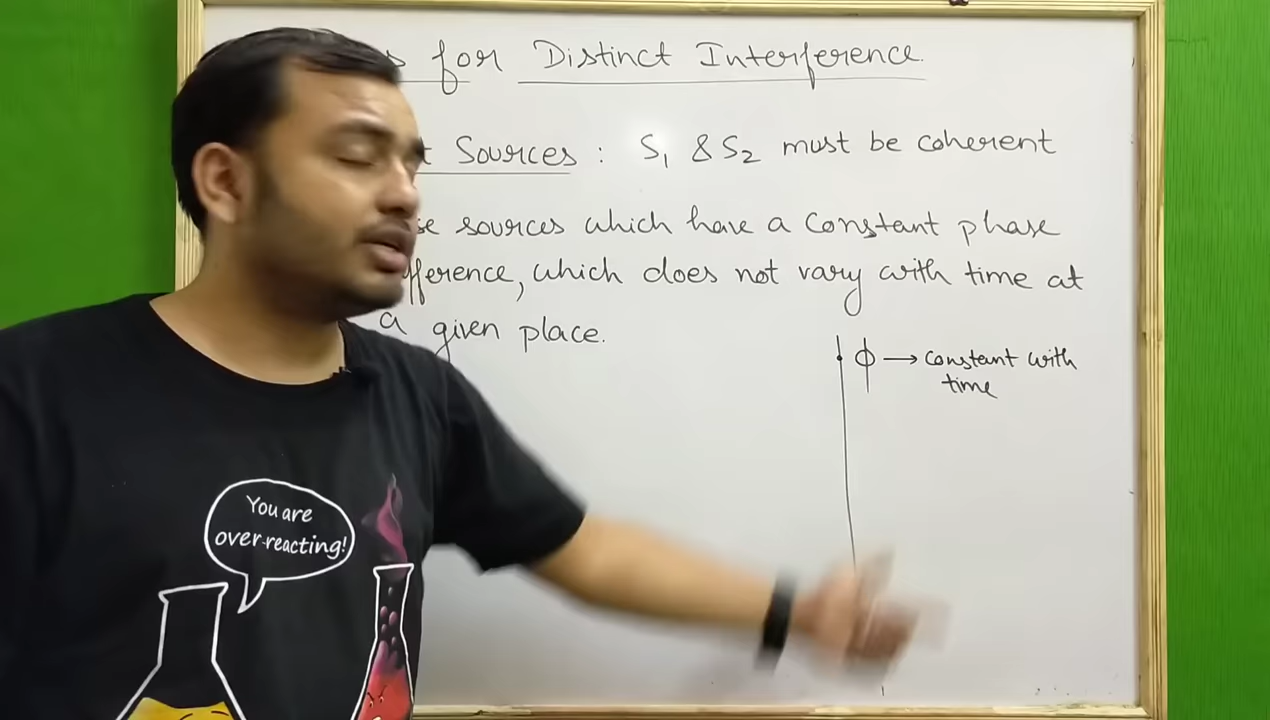 for Distinct Interference.
Sources : S₁ & S₂ must be coherent
sources which have a constant phase
which does not vary with time at
a given place.
ϕ → constant with
time
You are
over-reacting!